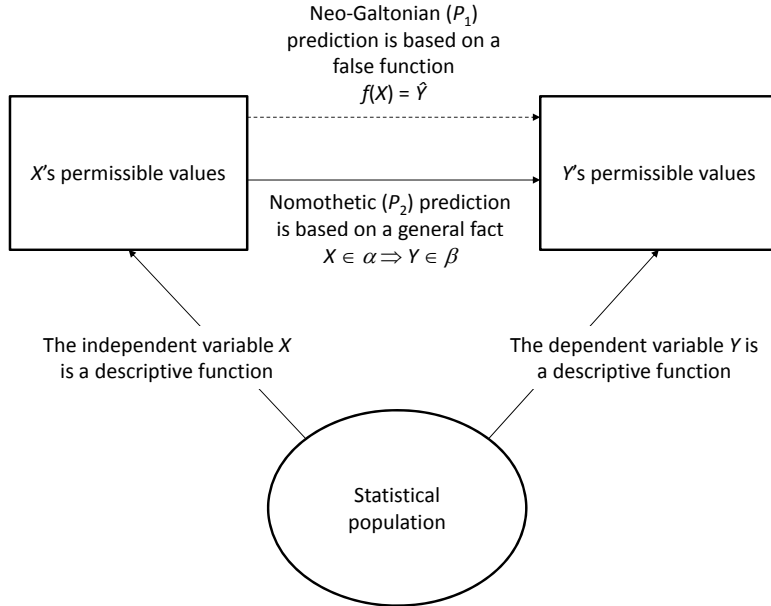 Neo-Galtonian (P₁)
prediction is based on a
false function
f(X) = Ŷ
X's permissible values
Y's permissible values
Nomothetic (P₂) prediction
is based on a general fact
X ∈ α ⇒ Y ∈ β
The independent variable X
is a descriptive function
The dependent variable Y is
a descriptive function
Statistical
population